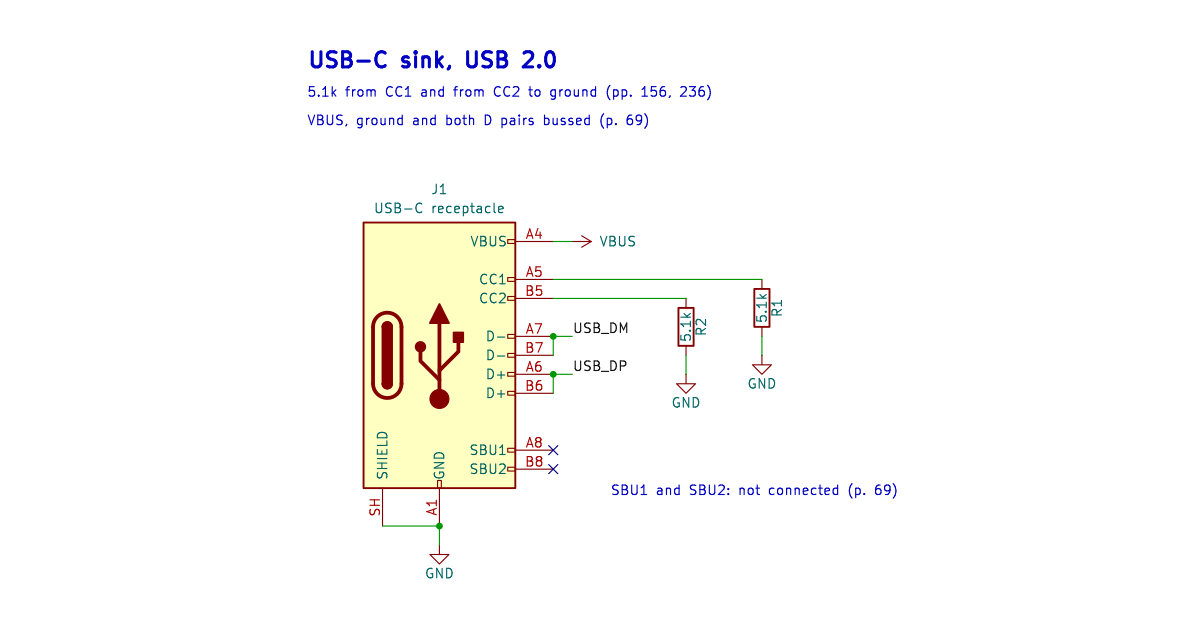 USB-C sink, USB 2.0
5.1k from CC1 and from CC2 to ground (pp. 156, 236)
VBUS, ground and both D pairs bussed (p. 69)
J1
USB-C receptacle
VBUS A4 VBUS
CC1 A5
CC2 B5
5.1k R1
5.1k R2
D- A7 USB_DM
D- B7
D+ A6 USB_DP
D+ B6
GND
GND
SBU1 A8
SBU2 B8
SHIELD
GND
SBU1 and SBU2: not connected (p. 69)
SH
A1
GND